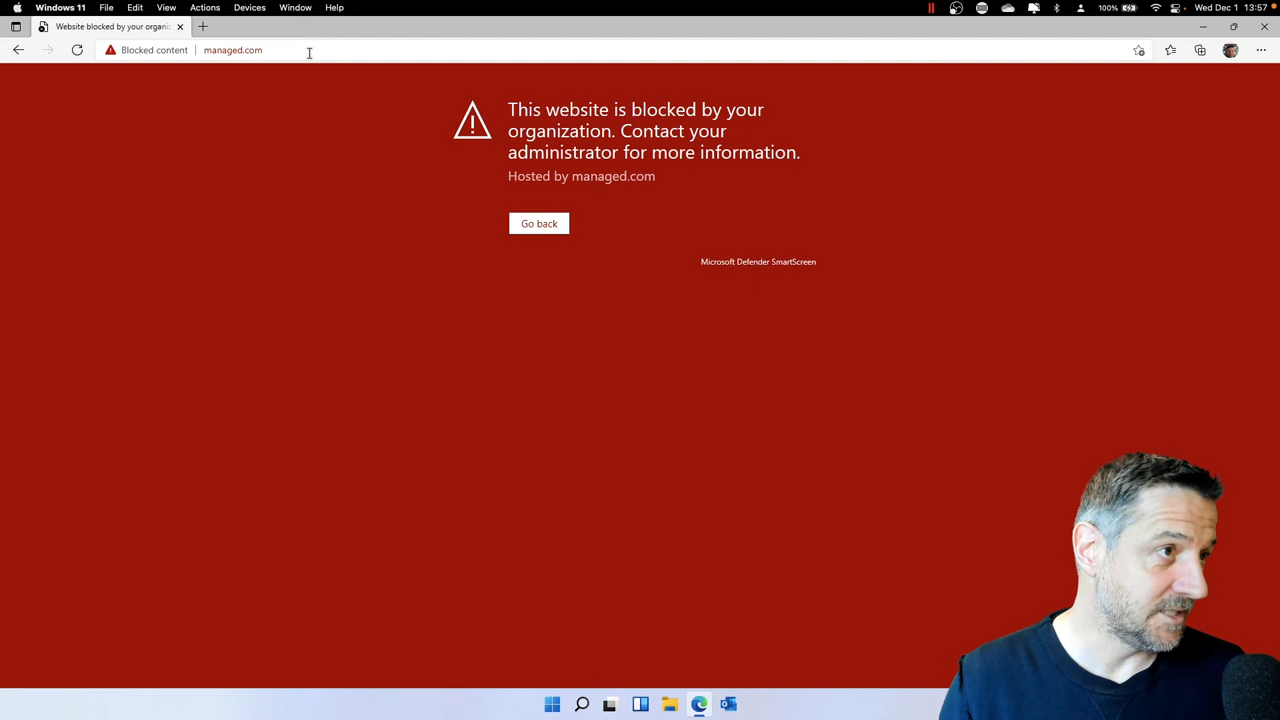 Windows 11 File Edit View Actions Devices Window Help 100% Wed Dec 1 13:57
Website blocked by your organi
Blocked content managed.com
This website is blocked by your
organization. Contact your
administrator for more information.
Hosted by managed.com
Go back
Microsoft Defender SmartScreen